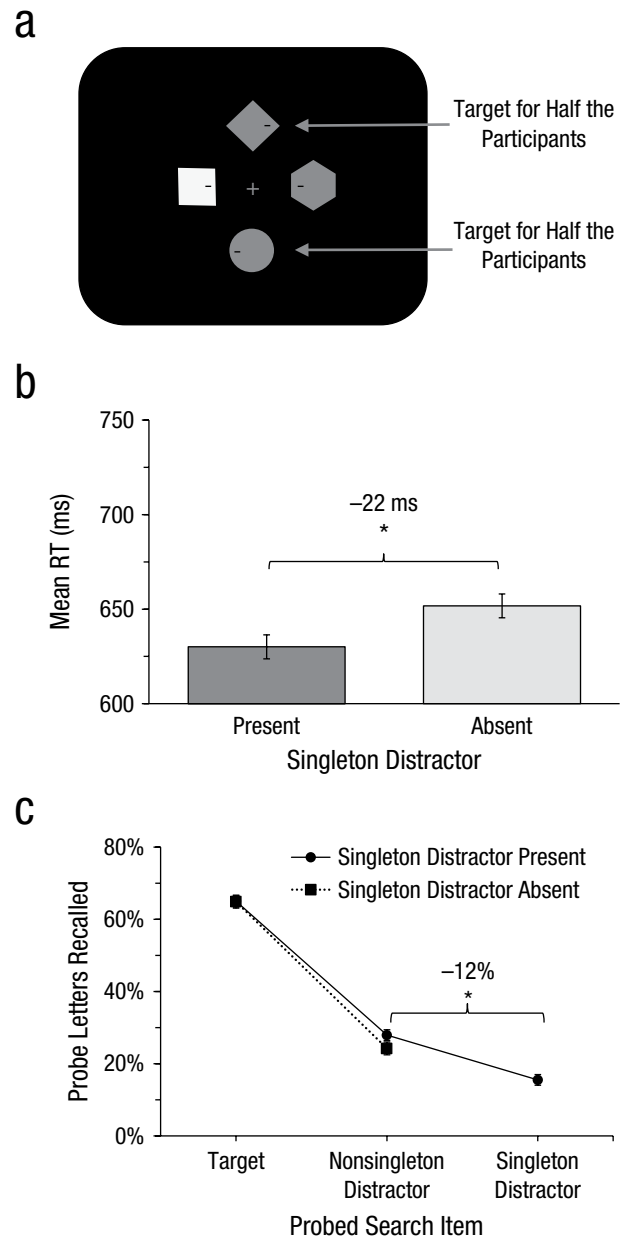 a
Target for Half the
Participants
Target for Half the
Participants
b
750
700
650
600
Mean RT (ms)
–22 ms
*
Present
Absent
Singleton Distractor
c
80%
60%
40%
20%
0%
Probe Letters Recalled
Singleton Distractor Present
Singleton Distractor Absent
–12%
*
Target
Nonsingleton
Distractor
Singleton
Distractor
Probed Search Item